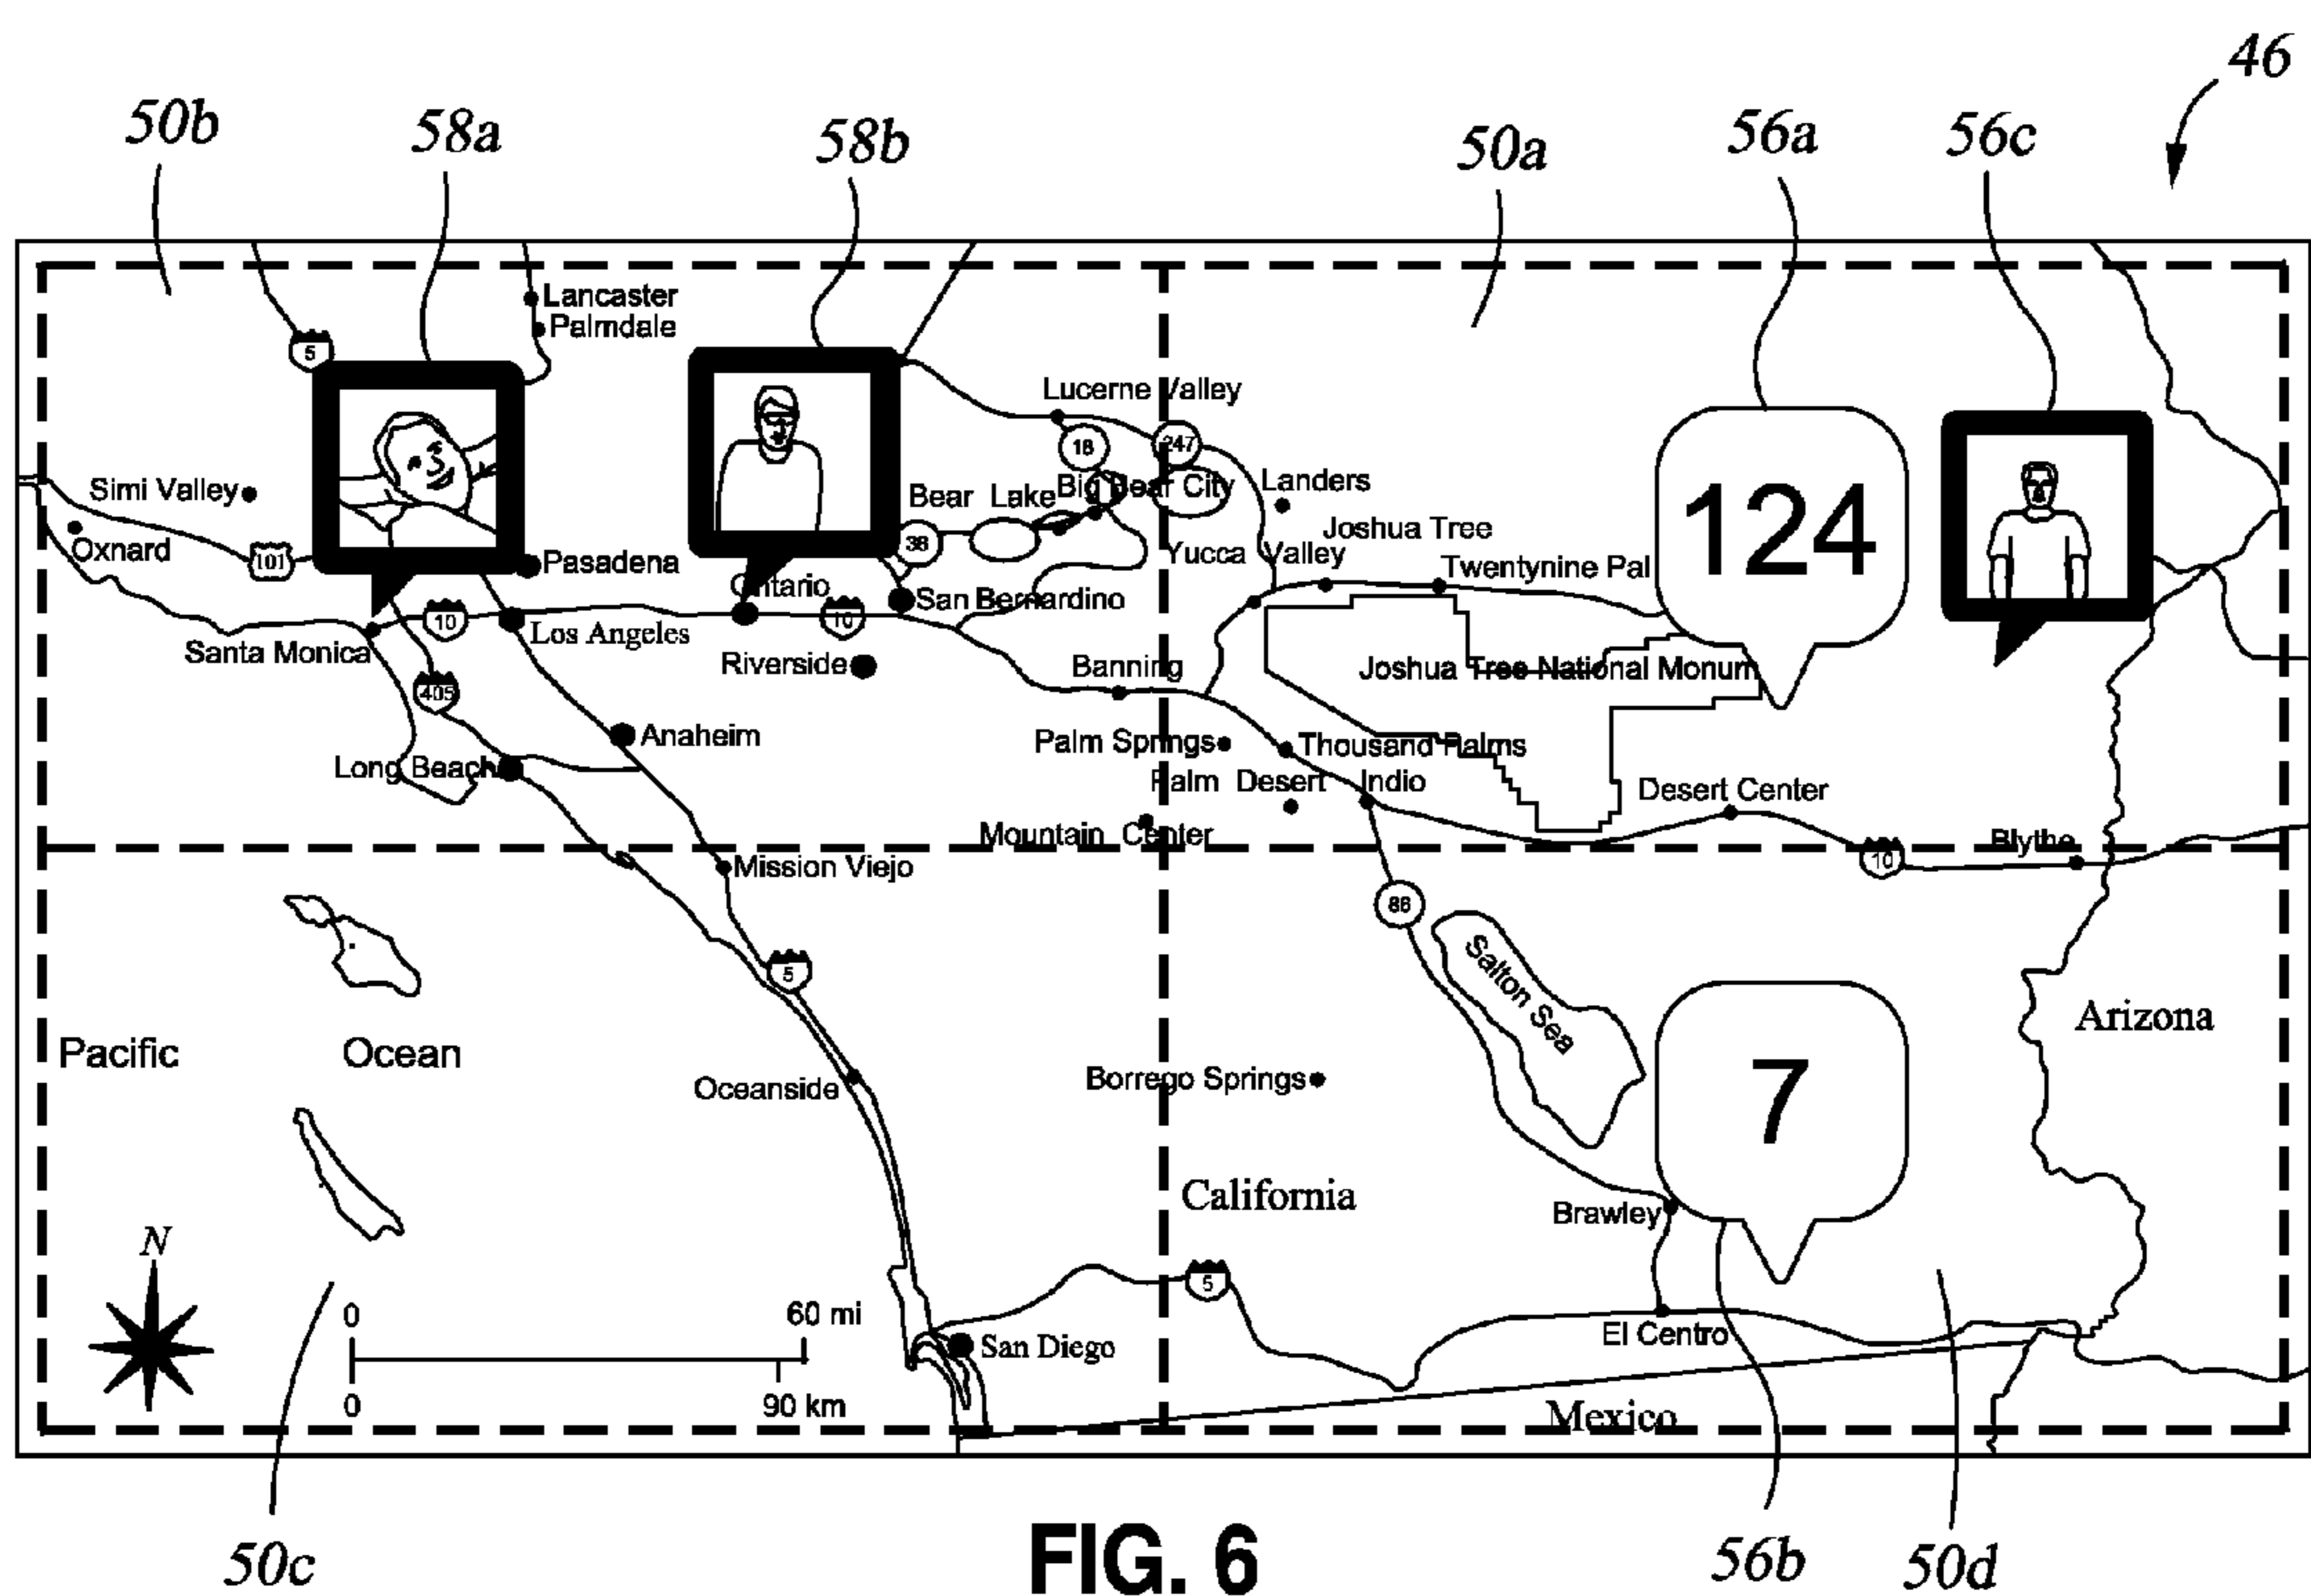 46
50b
58a
58b
50a
56a
56c
Lancaster
Palmdale
5
Lucerne Valley
18
247
Simi Valley
Bear Lake
Big Bear City
Landers
124
Oxnard
101
Pasadena
38
Joshua Tree
Yucca Valley
Twentynine Pal
Ontario
San Bernardino
10
10
Los Angeles
Santa Monica
Riverside
Banning
Joshua Tree National Monum
405
Anaheim
Palm Springs
Thousand Palms
Long Beach
Palm Desert
Indio
Desert Center
Mountain Center
Blythe
10
Mission Viejo
86
5
Salton Sea
Arizona
Pacific Ocean
Oceanside
Borrego Springs
7
California
Brawley
N
5
0
60 mi
El Centro
San Diego
0
90 km
Mexico
50c
FIG. 6
56b
50d